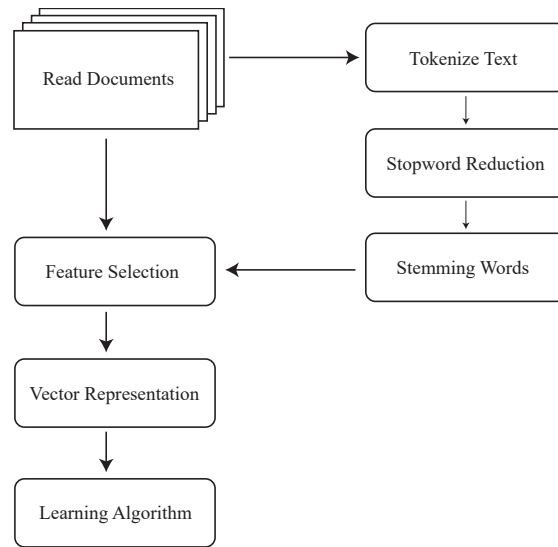 Read Documents
Tokenize Text
Stopword Reduction
Stemming Words
Feature Selection
Vector Representation
Learning Algorithm